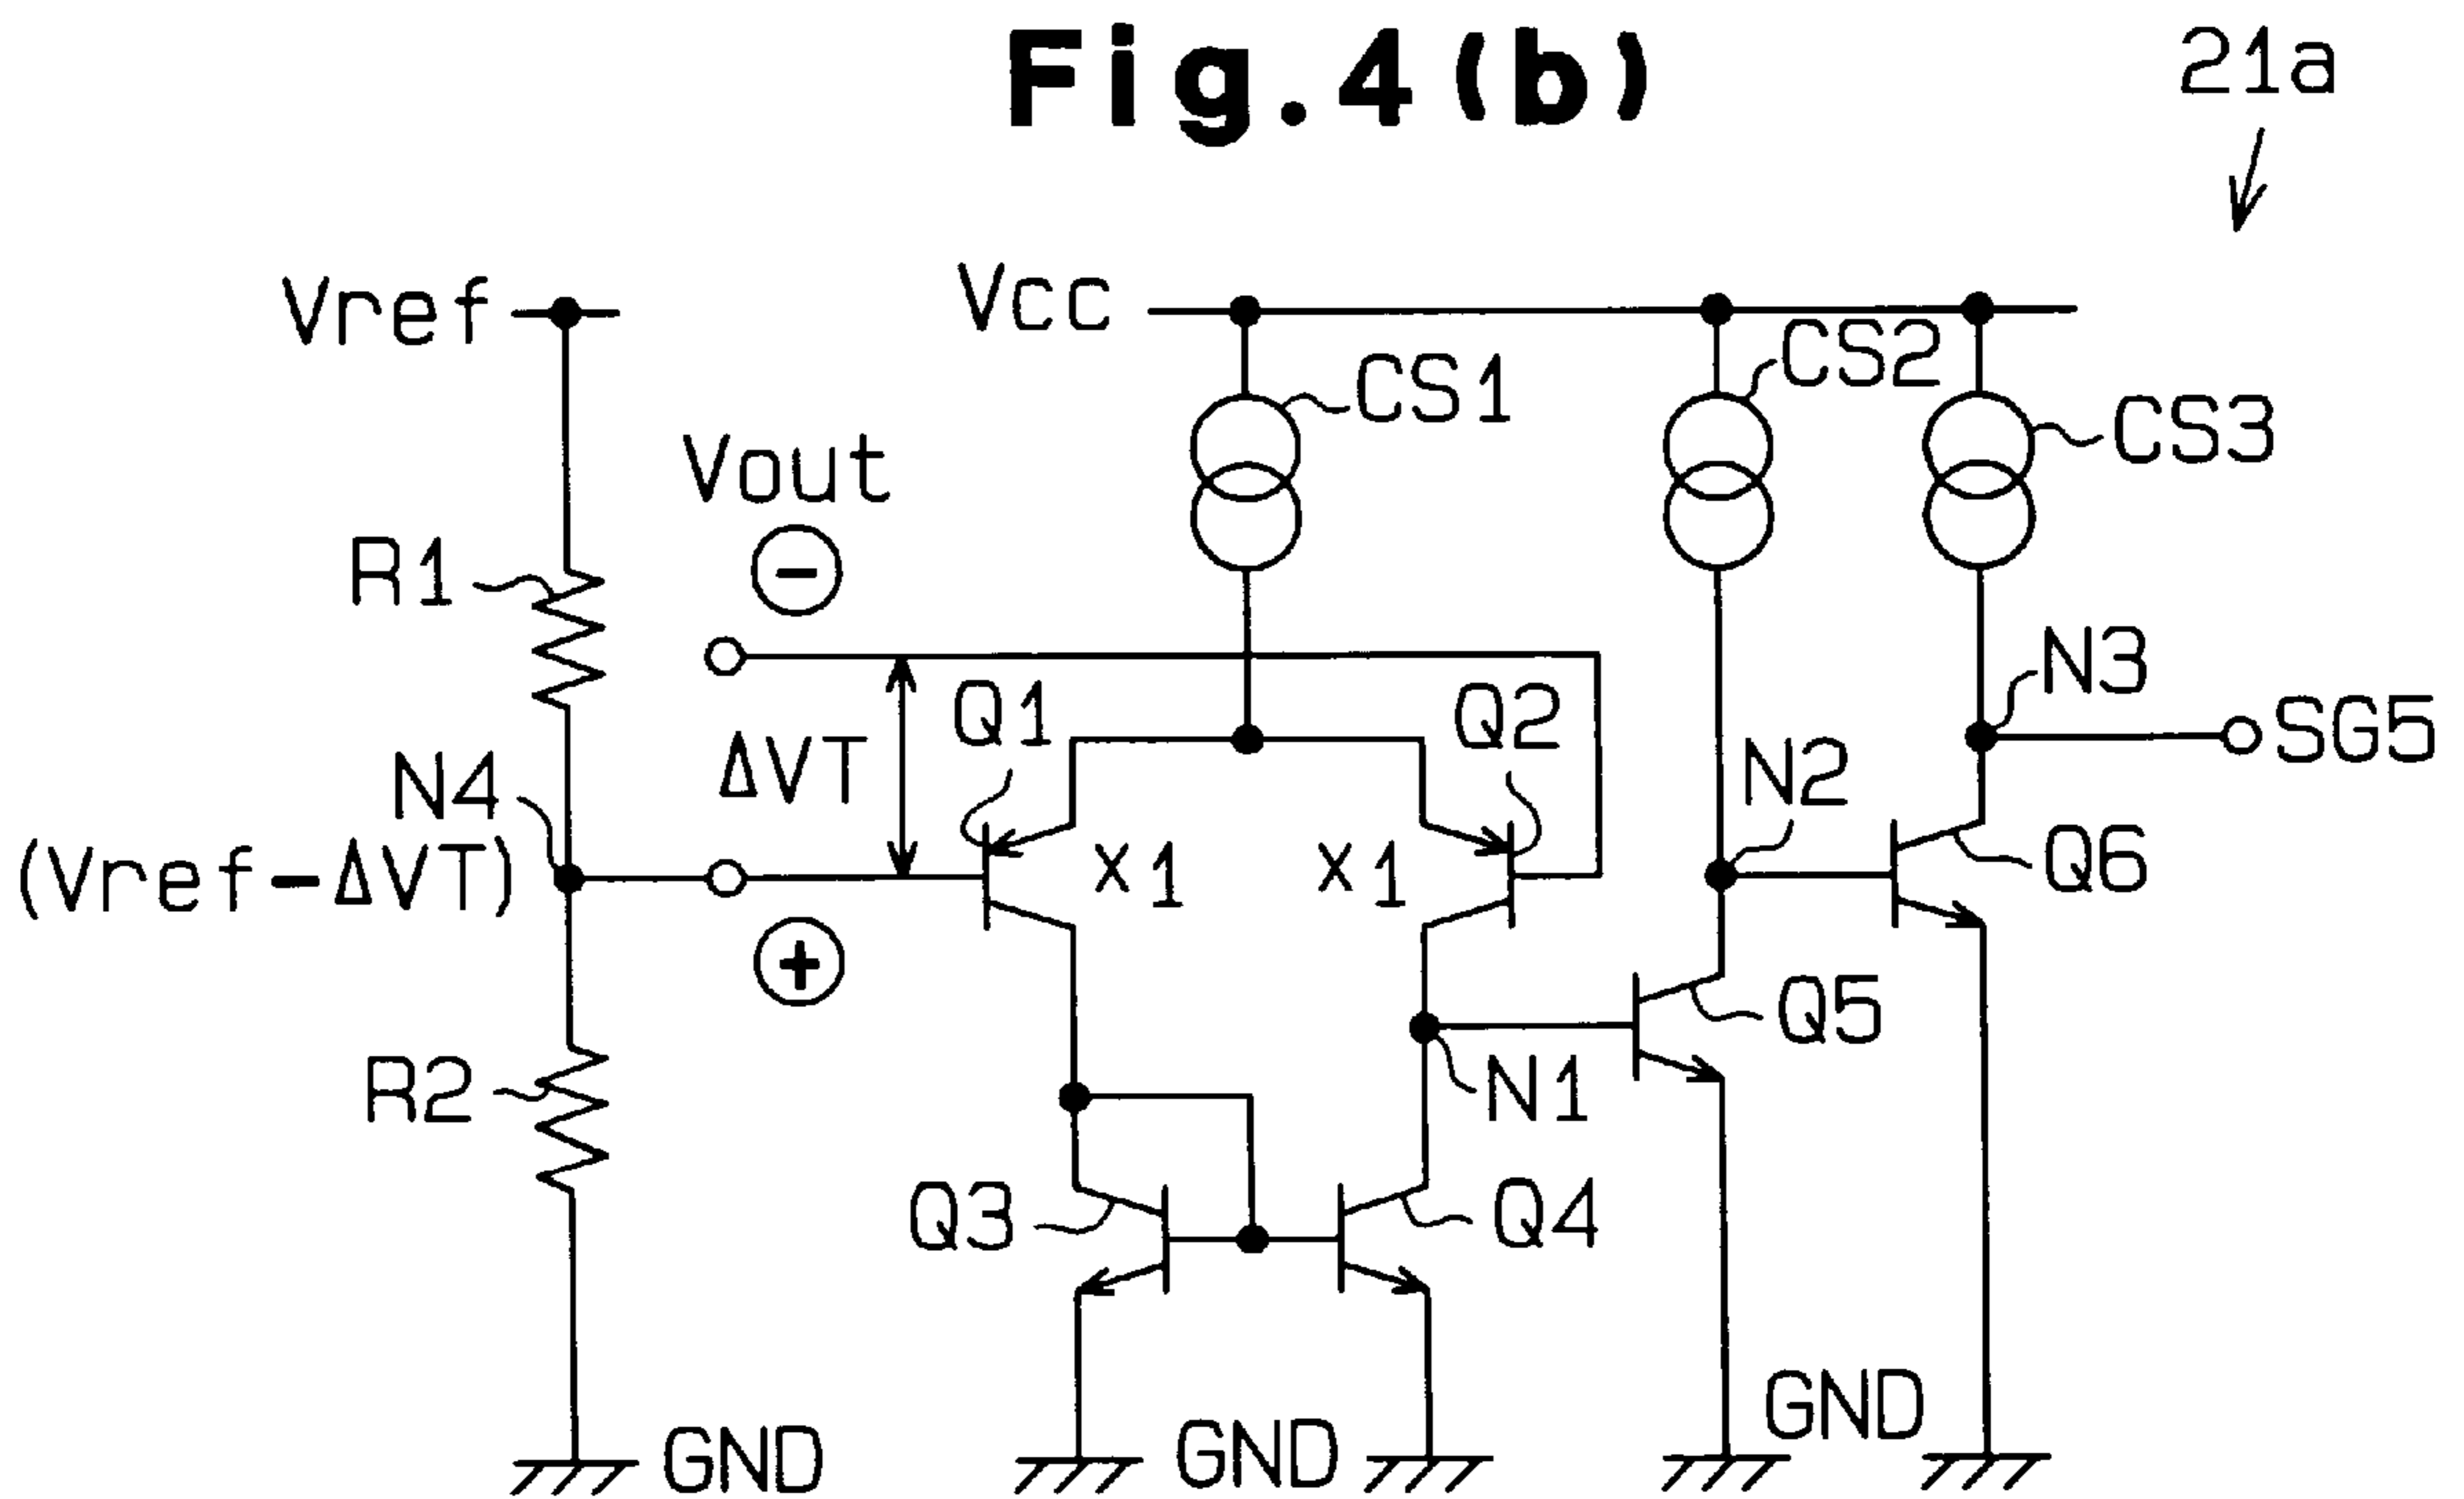 Fig.4(b)
21a
Vref
Vcc
CS1
CS2
CS3
Vout
−
R1
N3
Q1
Q2
SG5
ΔVT
N2
N4
(Vref−ΔVT)
x1
x1
Q6
+
Q5
R2
N1
Q3
Q4
GND
GND
GND